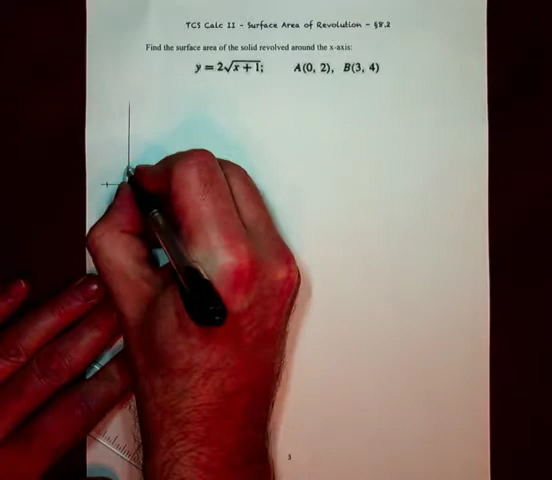 TCS Calc II - Surface Area of Revolution - §8.2
Find the surface area of the solid revolved around the x-axis:
y = 2√x + 1; A(0, 2), B(3, 4)
3